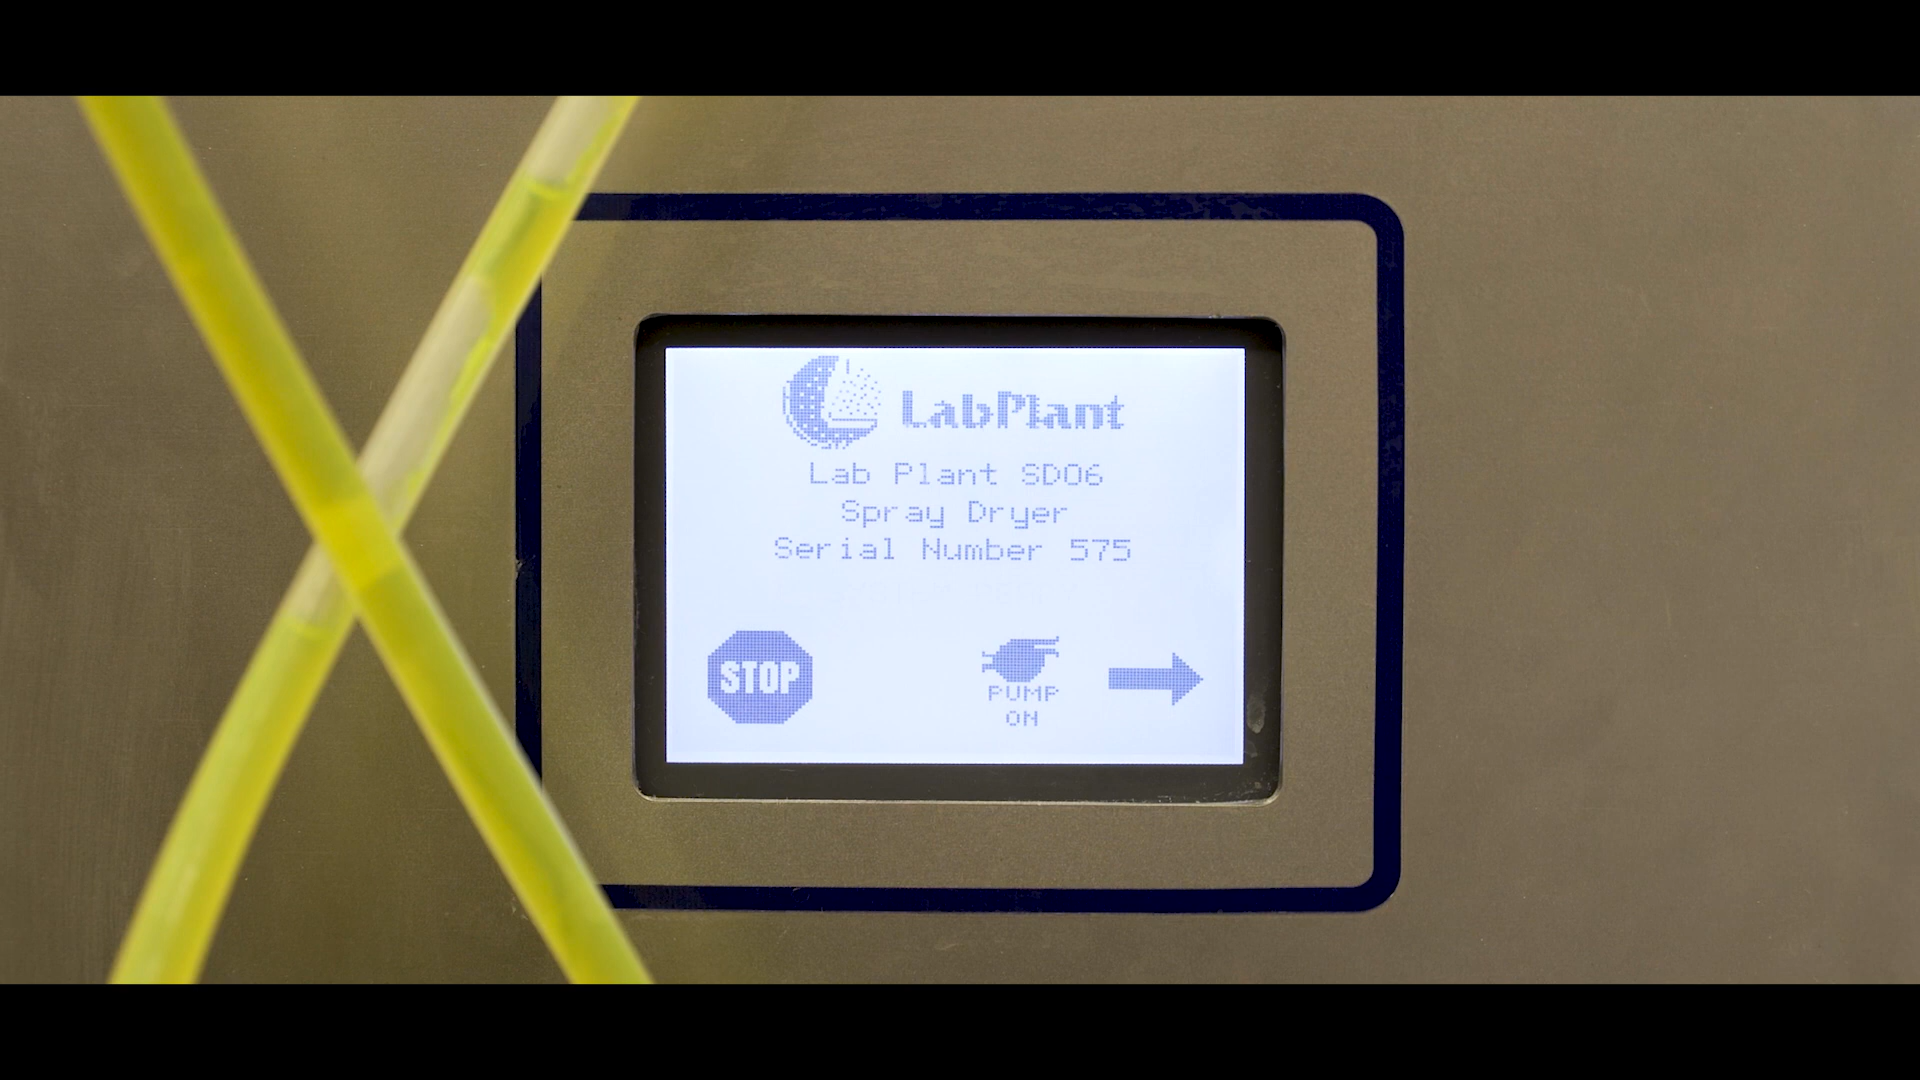 LabPlant
Lab Plant SD06
Spray Dryer
Serial Number 575
STOP
PUMP
ON